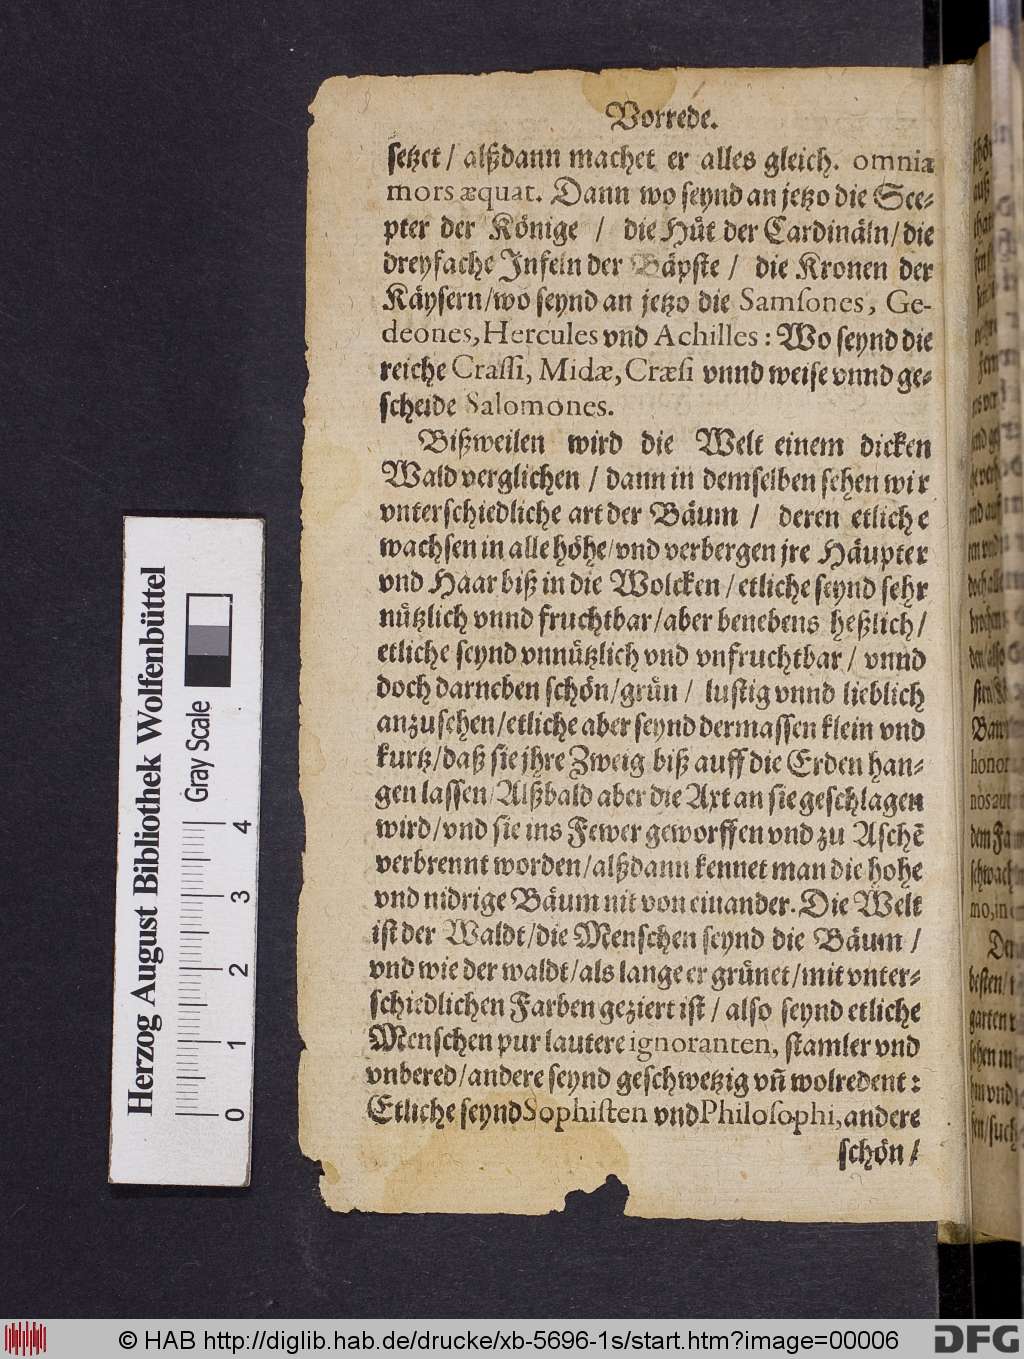 Vorrede.
setzet / alßdann machet er alles gleich. omnia
mors æquat. Dann wo seynd an jetzo die Sce-
pter der Könige / die Hüt der Cardinäln/die
dreyfache Infeln der Bäpste / die Kronen der
Käysern/wo seynd an jetzo die Samsones, Ge-
deones, Hercules vnd Achilles: Wo seynd die
reiche Crassi, Midæ, Cræsi vnnd weise vnnd ge-
scheide Salomones.
Bißweilen wird die Welt einem dicken
Wald verglichen / dann in demselben sehen wir
vnterschiedliche art der Bäum / deren etliche
wachsen in alle höhe/vnd verbergen jre Häupter
vnd Haar biß in die Wolcken/etliche seynd sehr
nützlich vnnd fruchtbar/aber benebens heßlich/
etliche seynd vnnützlich vnd vnfruchtbar/ vnnd
doch darneben schön/grün/ lustig vnnd lieblich
anzusehen/etliche aber seynd dermassen klein vnd
kurtz/daß sie jhre Zweig biß auff die Erden han-
gen lassen/Alßbald aber die Axt an sie geschlagen
wird/vnd sie ins Fewer geworffen vnd zu Aschē
verbrennt worden/alßdann kennet man die hohe
vnd nidrige Bäum nit von einander. Die Welt
ist der Waldt/die Menschen seynd die Bäum /
vnd wie der waldt/als lange er grünet/mit vnter-
schiedlichen Farben geziert ist/ also seynd etliche
Menschen pur lautere ignoranten, stamler vnd
vnbered/andere seynd geschwetzig vñ wolredent:
Etliche seynd Sophisten vnd Philosophi, andere
schön/
Herzog August Bibliothek Wolfenbüttel
Gray Scale
0 1 2 3 4
© HAB http://diglib.hab.de/drucke/xb-5696-1s/start.htm?image=00006
DFG